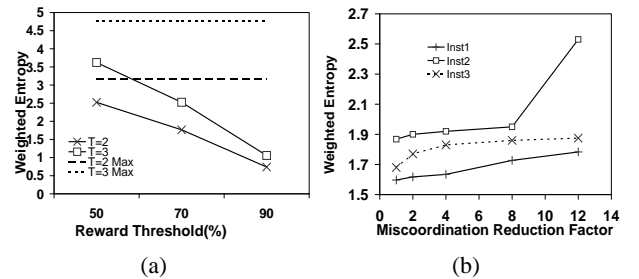 Weighted Entropy
5
4.5
4
3.5
3
2.5
2
1.5
1
0.5
0
T=2
T=3
T=2 Max
T=3 Max
50 70 90
Reward Threshold(%)
(a)
Weighted Entropy
2.7
2.5
2.3
2.1
1.9
1.7
1.5
Inst1
Inst2
Inst3
0 2 4 6 8 10 12 14
Miscoordination Reduction Factor
(b)